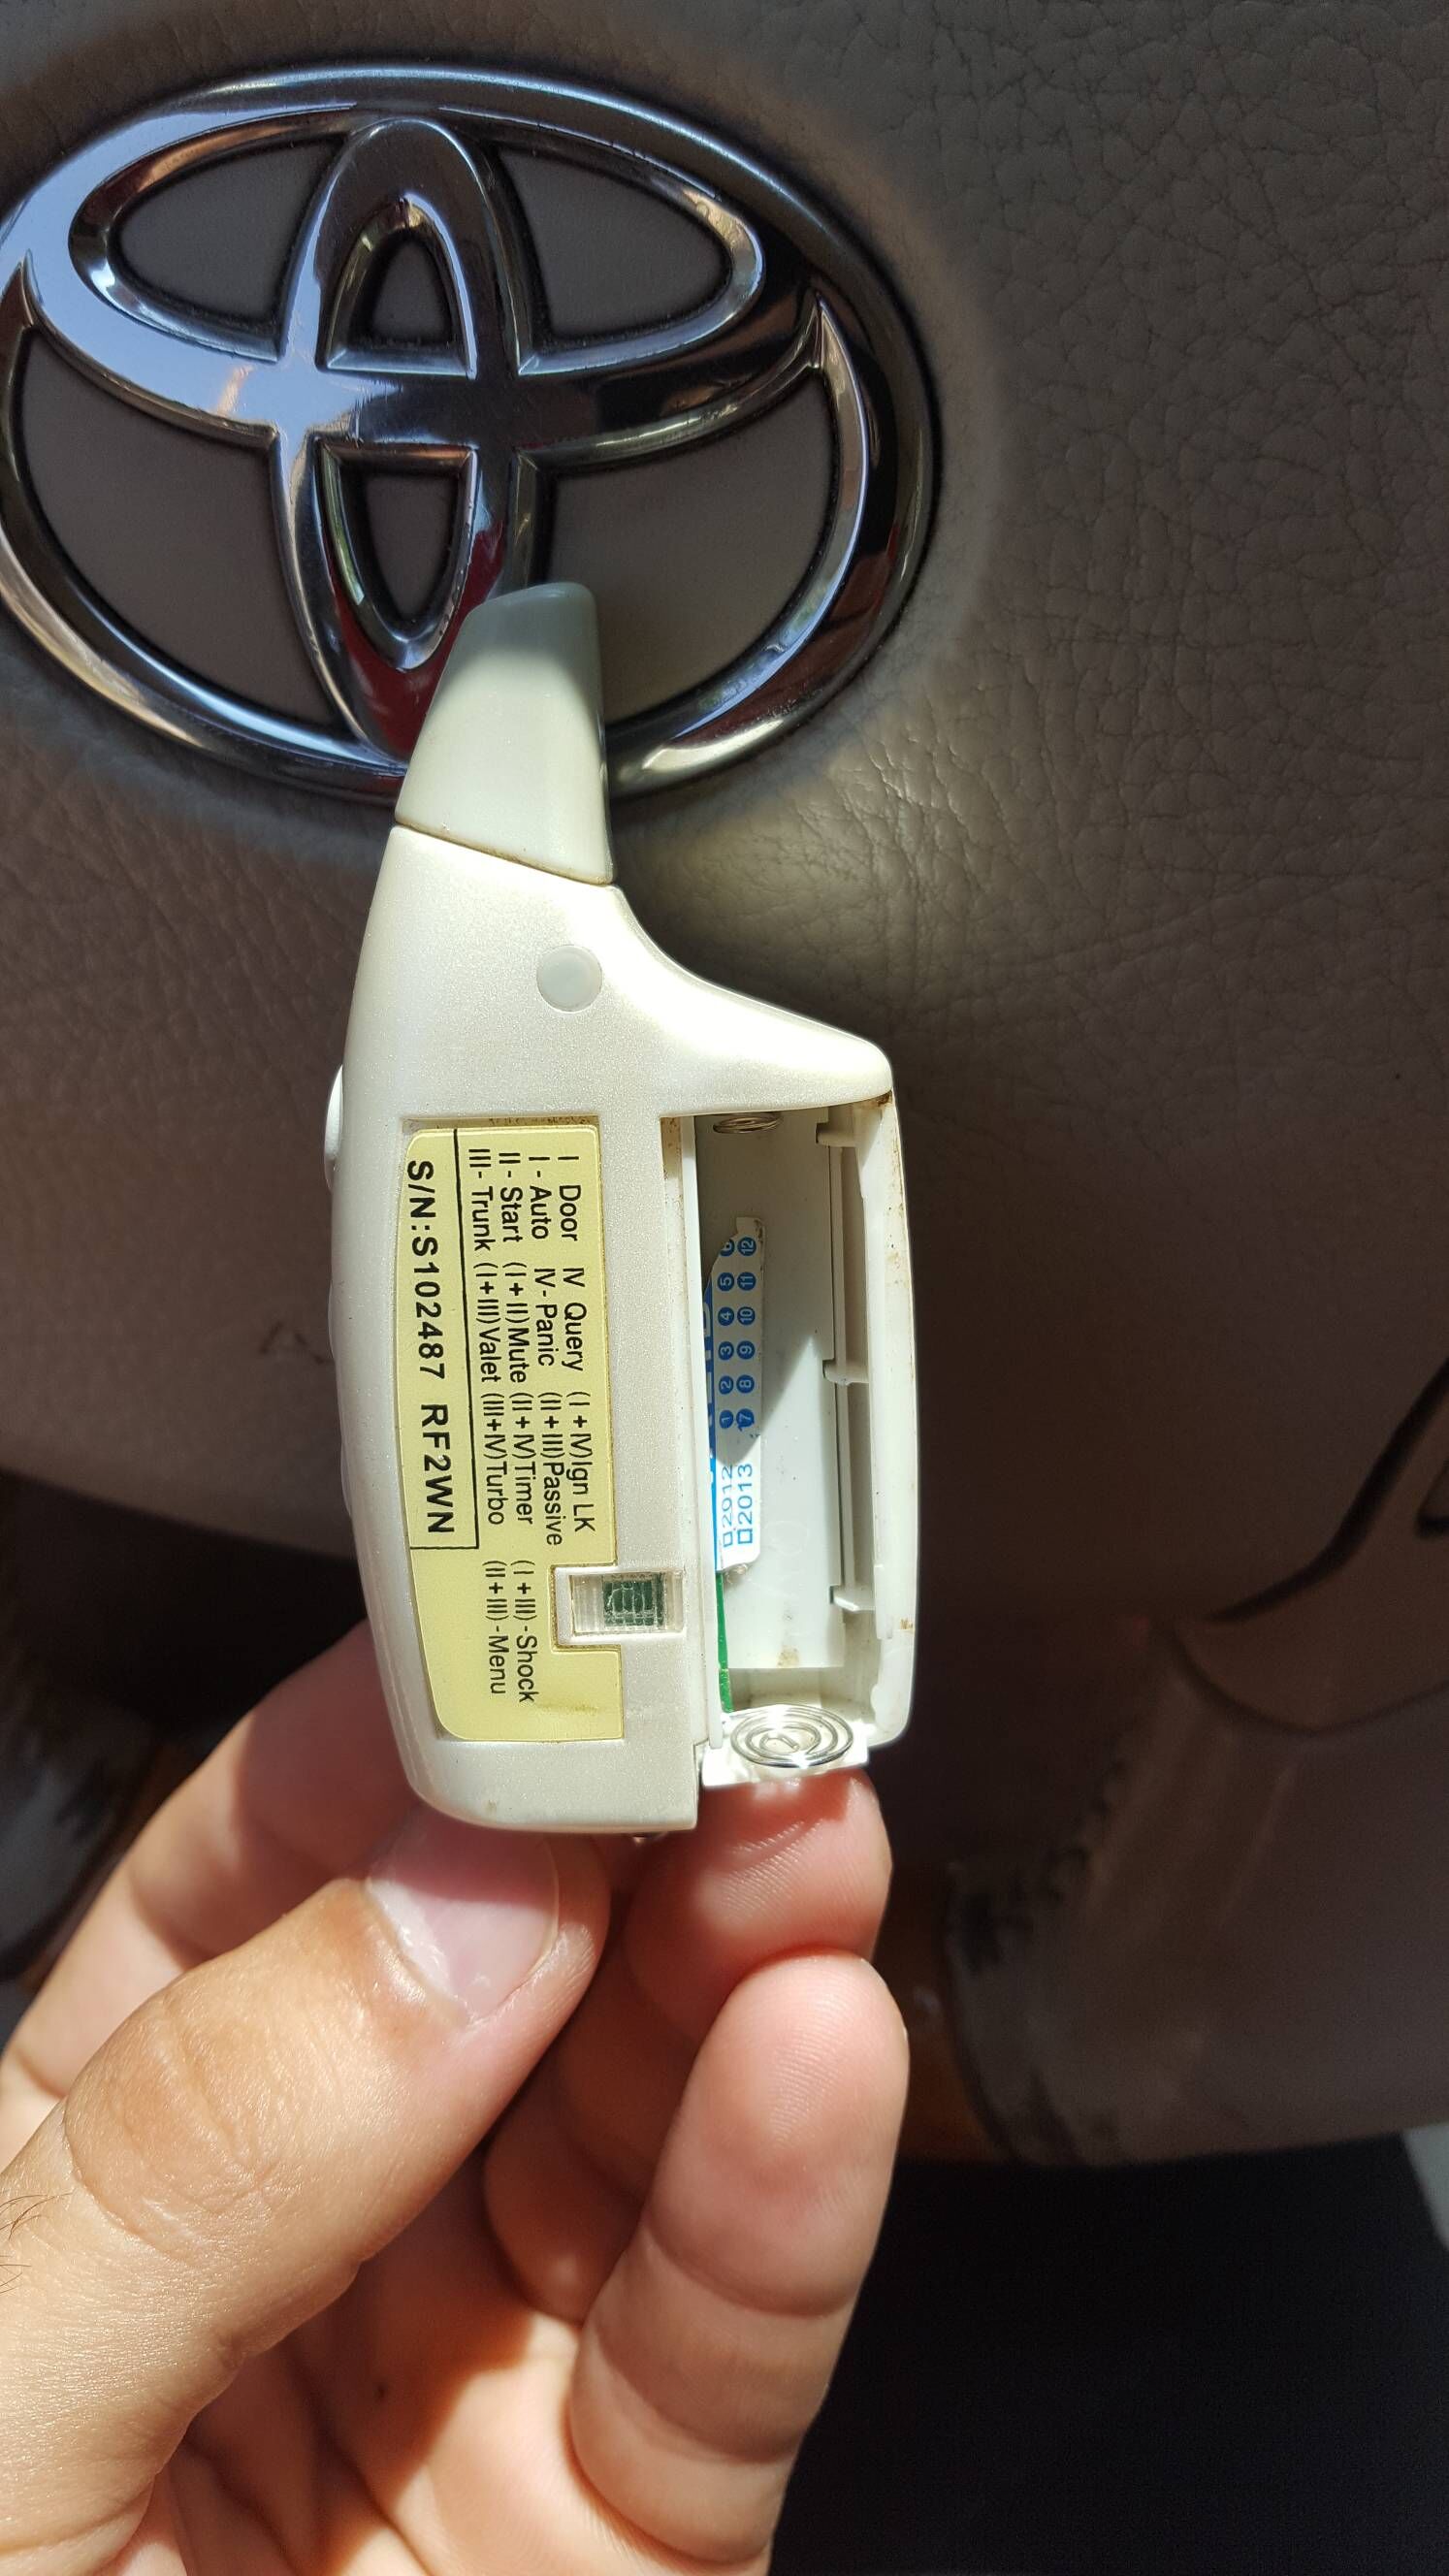 I Door IV Query (I+IV)Ign LK
I - Auto IV- Panic (II+III)Passive
II - Start (I+II)Mute (II+IV)Timer (I+III)-Shock
III- Trunk (I+III)Valet (III+IV)Turbo (II+III)-Menu
S/N:S102487 RF2WN
7 8 9 10 11 12
1 2 3 4 5 6
2013
2012